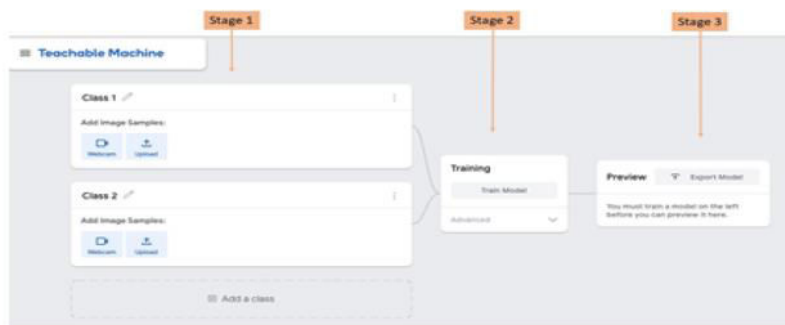 Stage 1
Stage 2
Stage 3
Teachable Machine
Class 1
Add Image Samples:
Webcam
Upload
Class 2
Add Image Samples:
Webcam
Upload
Add a class
Training
Train Model
Advanced
Preview
Export Model
You must train a model on the left
before you can preview it here.